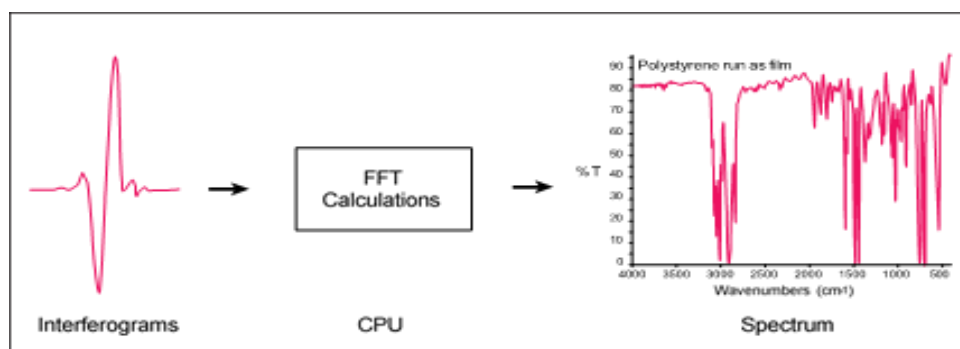 Polystyrene run as film
90
80
70
60
50
40
30
20
10
0
% T
4000 3500 3000 2500 2000 1500 1000 500
Wavenumbers (cm-1)
FFT
Calculations
Interferograms CPU Spectrum